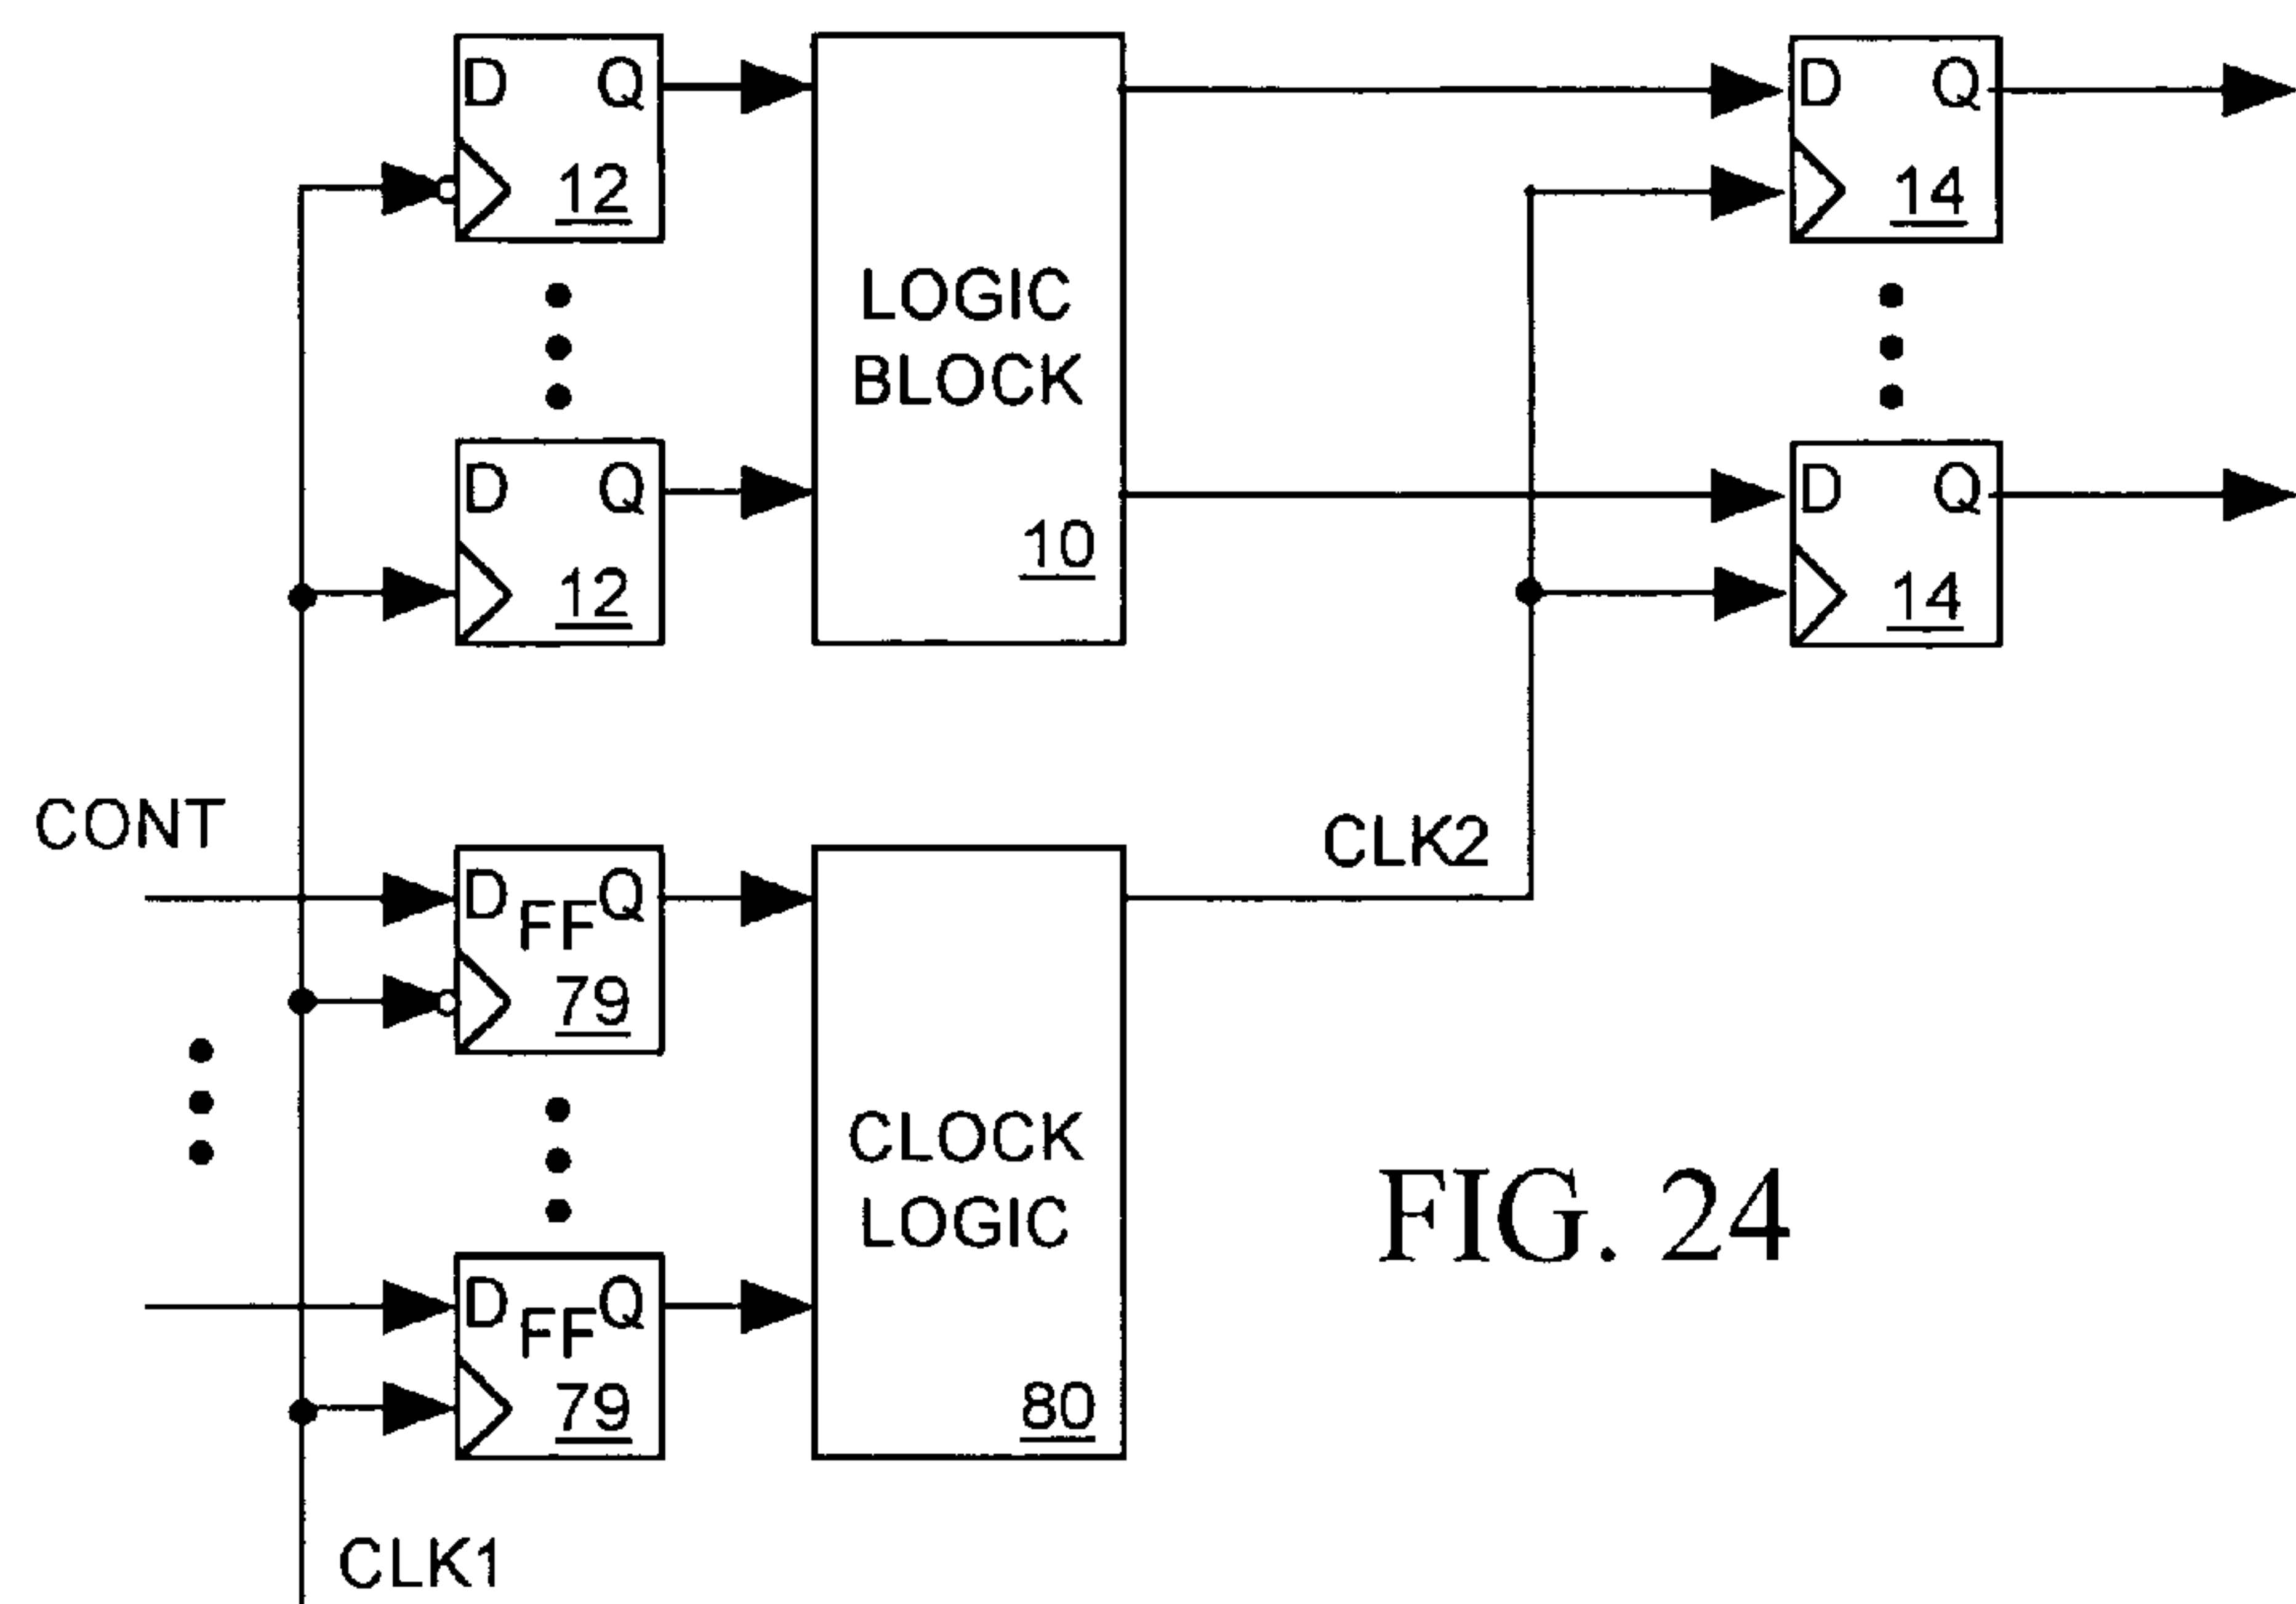 D Q
12
LOGIC
BLOCK
10
D Q
14
D Q
12
D Q
14
CONT
CLK2
D FF Q
79
CLOCK
LOGIC
80
D FF Q
79
FIG. 24
CLK1